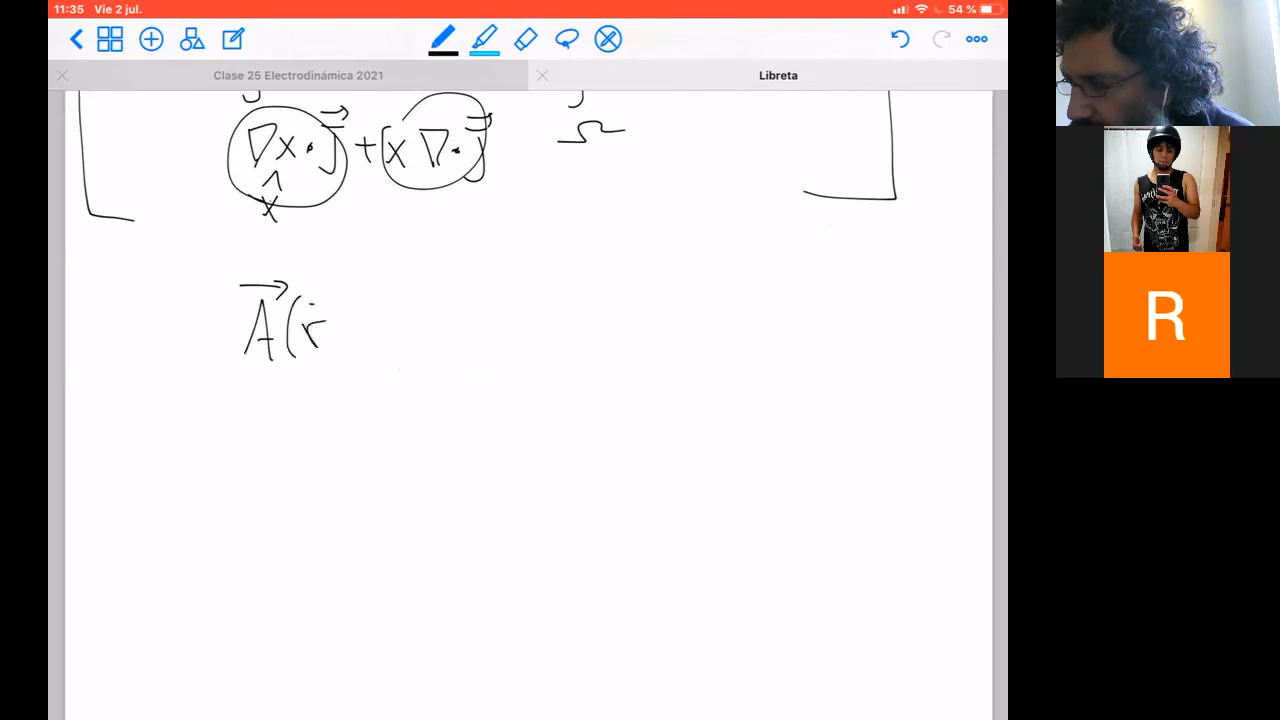 11:35 Vie 2 jul. 54 %
Clase 25 Electrodinámica 2021 Libreta
∇x · j⃗ + [x ∇ · j⃗
x̂
Ω
A⃗(r
R